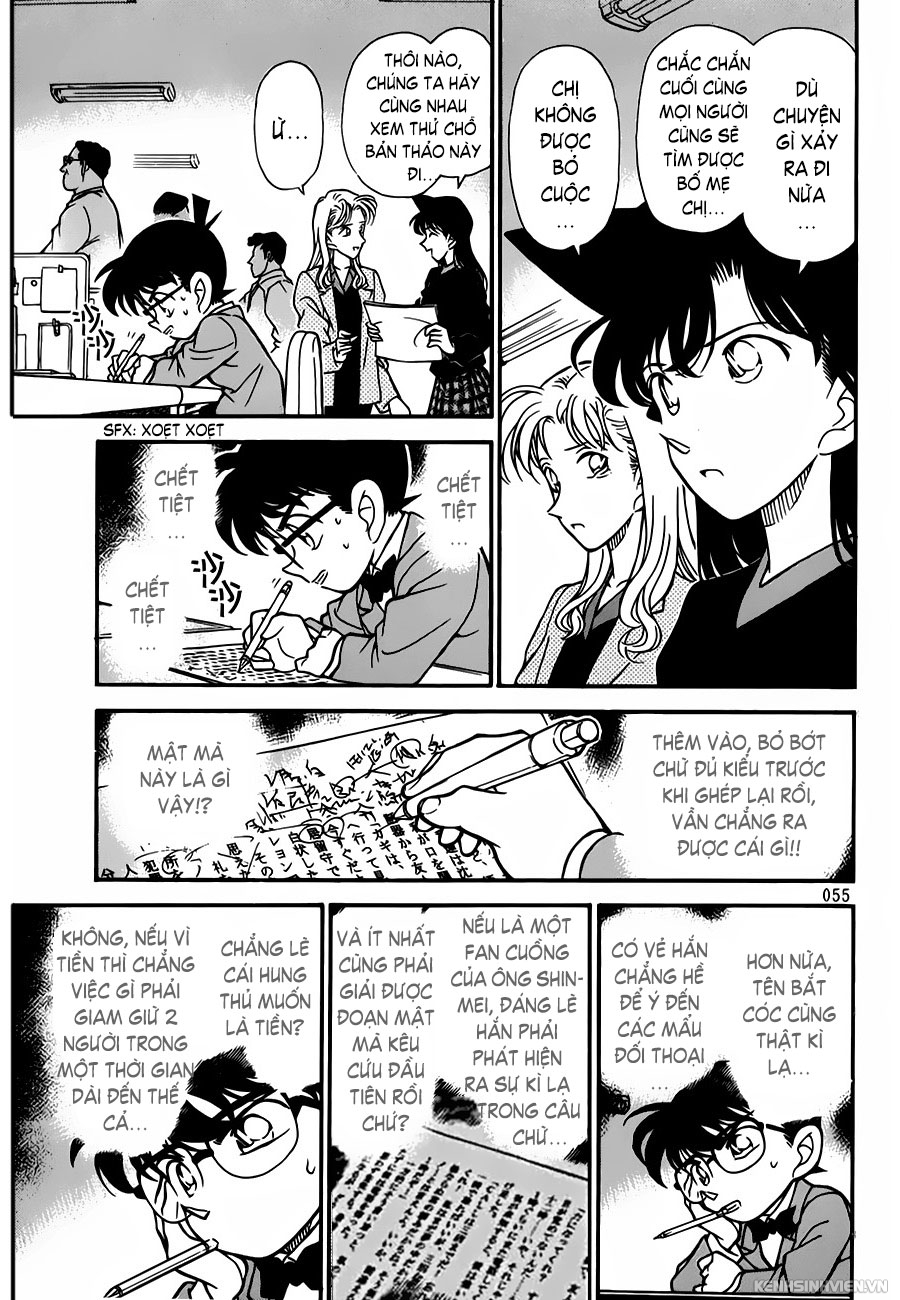 DÙ
CHUYỆN
GÌ XẢY
RA ĐI
NỮA
...
CHẮC CHẮN
CUỐI CÙNG
MỌI NGƯỜI
CŨNG SẼ
TÌM ĐƯỢC
BỐ MẸ
CHỊ...
CHỊ
KHÔNG
ĐƯỢC
BỎ
CUỘC
...
THÔI NÀO,
CHÚNG TA HÃY
CÙNG NHAU
XEM THỬ CHỖ
BẢN THẢO NÀY
ĐI...
Ừ...
SFX: XOẸT XOẸT
CHẾT
TIỆT
...
CHẾT
TIỆT
...
CHẾT
TIỆT
...
THÊM VÀO, BỎ BỚT
CHỮ ĐỦ KIỂU TRƯỚC
KHI GHÉP LẠI RỒI,
VẪN CHẲNG RA
ĐƯỢC CÁI GÌ!!
MẬT MÃ
NÀY LÀ GÌ
VẬY!?
055
HƠN NỮA,
TÊN BẮT
CÓC CŨNG
THẬT KÌ
LẠ...
CÓ VẺ HẮN
CHẲNG HỀ
ĐỂ Ý ĐẾN
CÁC MẨU
ĐỐI THOẠI
...
NẾU LÀ MỘT
FAN CUỒNG
CỦA ÔNG SHIN-
MEI, ĐÁNG LẼ
HẮN PHẢI
PHÁT HIỆN
RA SỰ KÌ LẠ
TRONG CÂU
CHỮ...
VÀ ÍT NHẤT
CŨNG PHẢI
GIẢI ĐƯỢC
ĐOẠN MẬT
MÃ KÊU
CỨU ĐẦU
TIÊN RỒI
CHỨ?
CHẲNG LẼ
CÁI HUNG
THỦ MUỐN
LÀ TIỀN?
KHÔNG, NẾU VÌ
TIỀN THÌ CHẲNG
VIỆC GÌ PHẢI
GIAM GIỮ 2
NGƯỜI TRONG
MỘT THỜI GIAN
DÀI ĐẾN THẾ
CẢ...
KENHSINHVIEN.VN